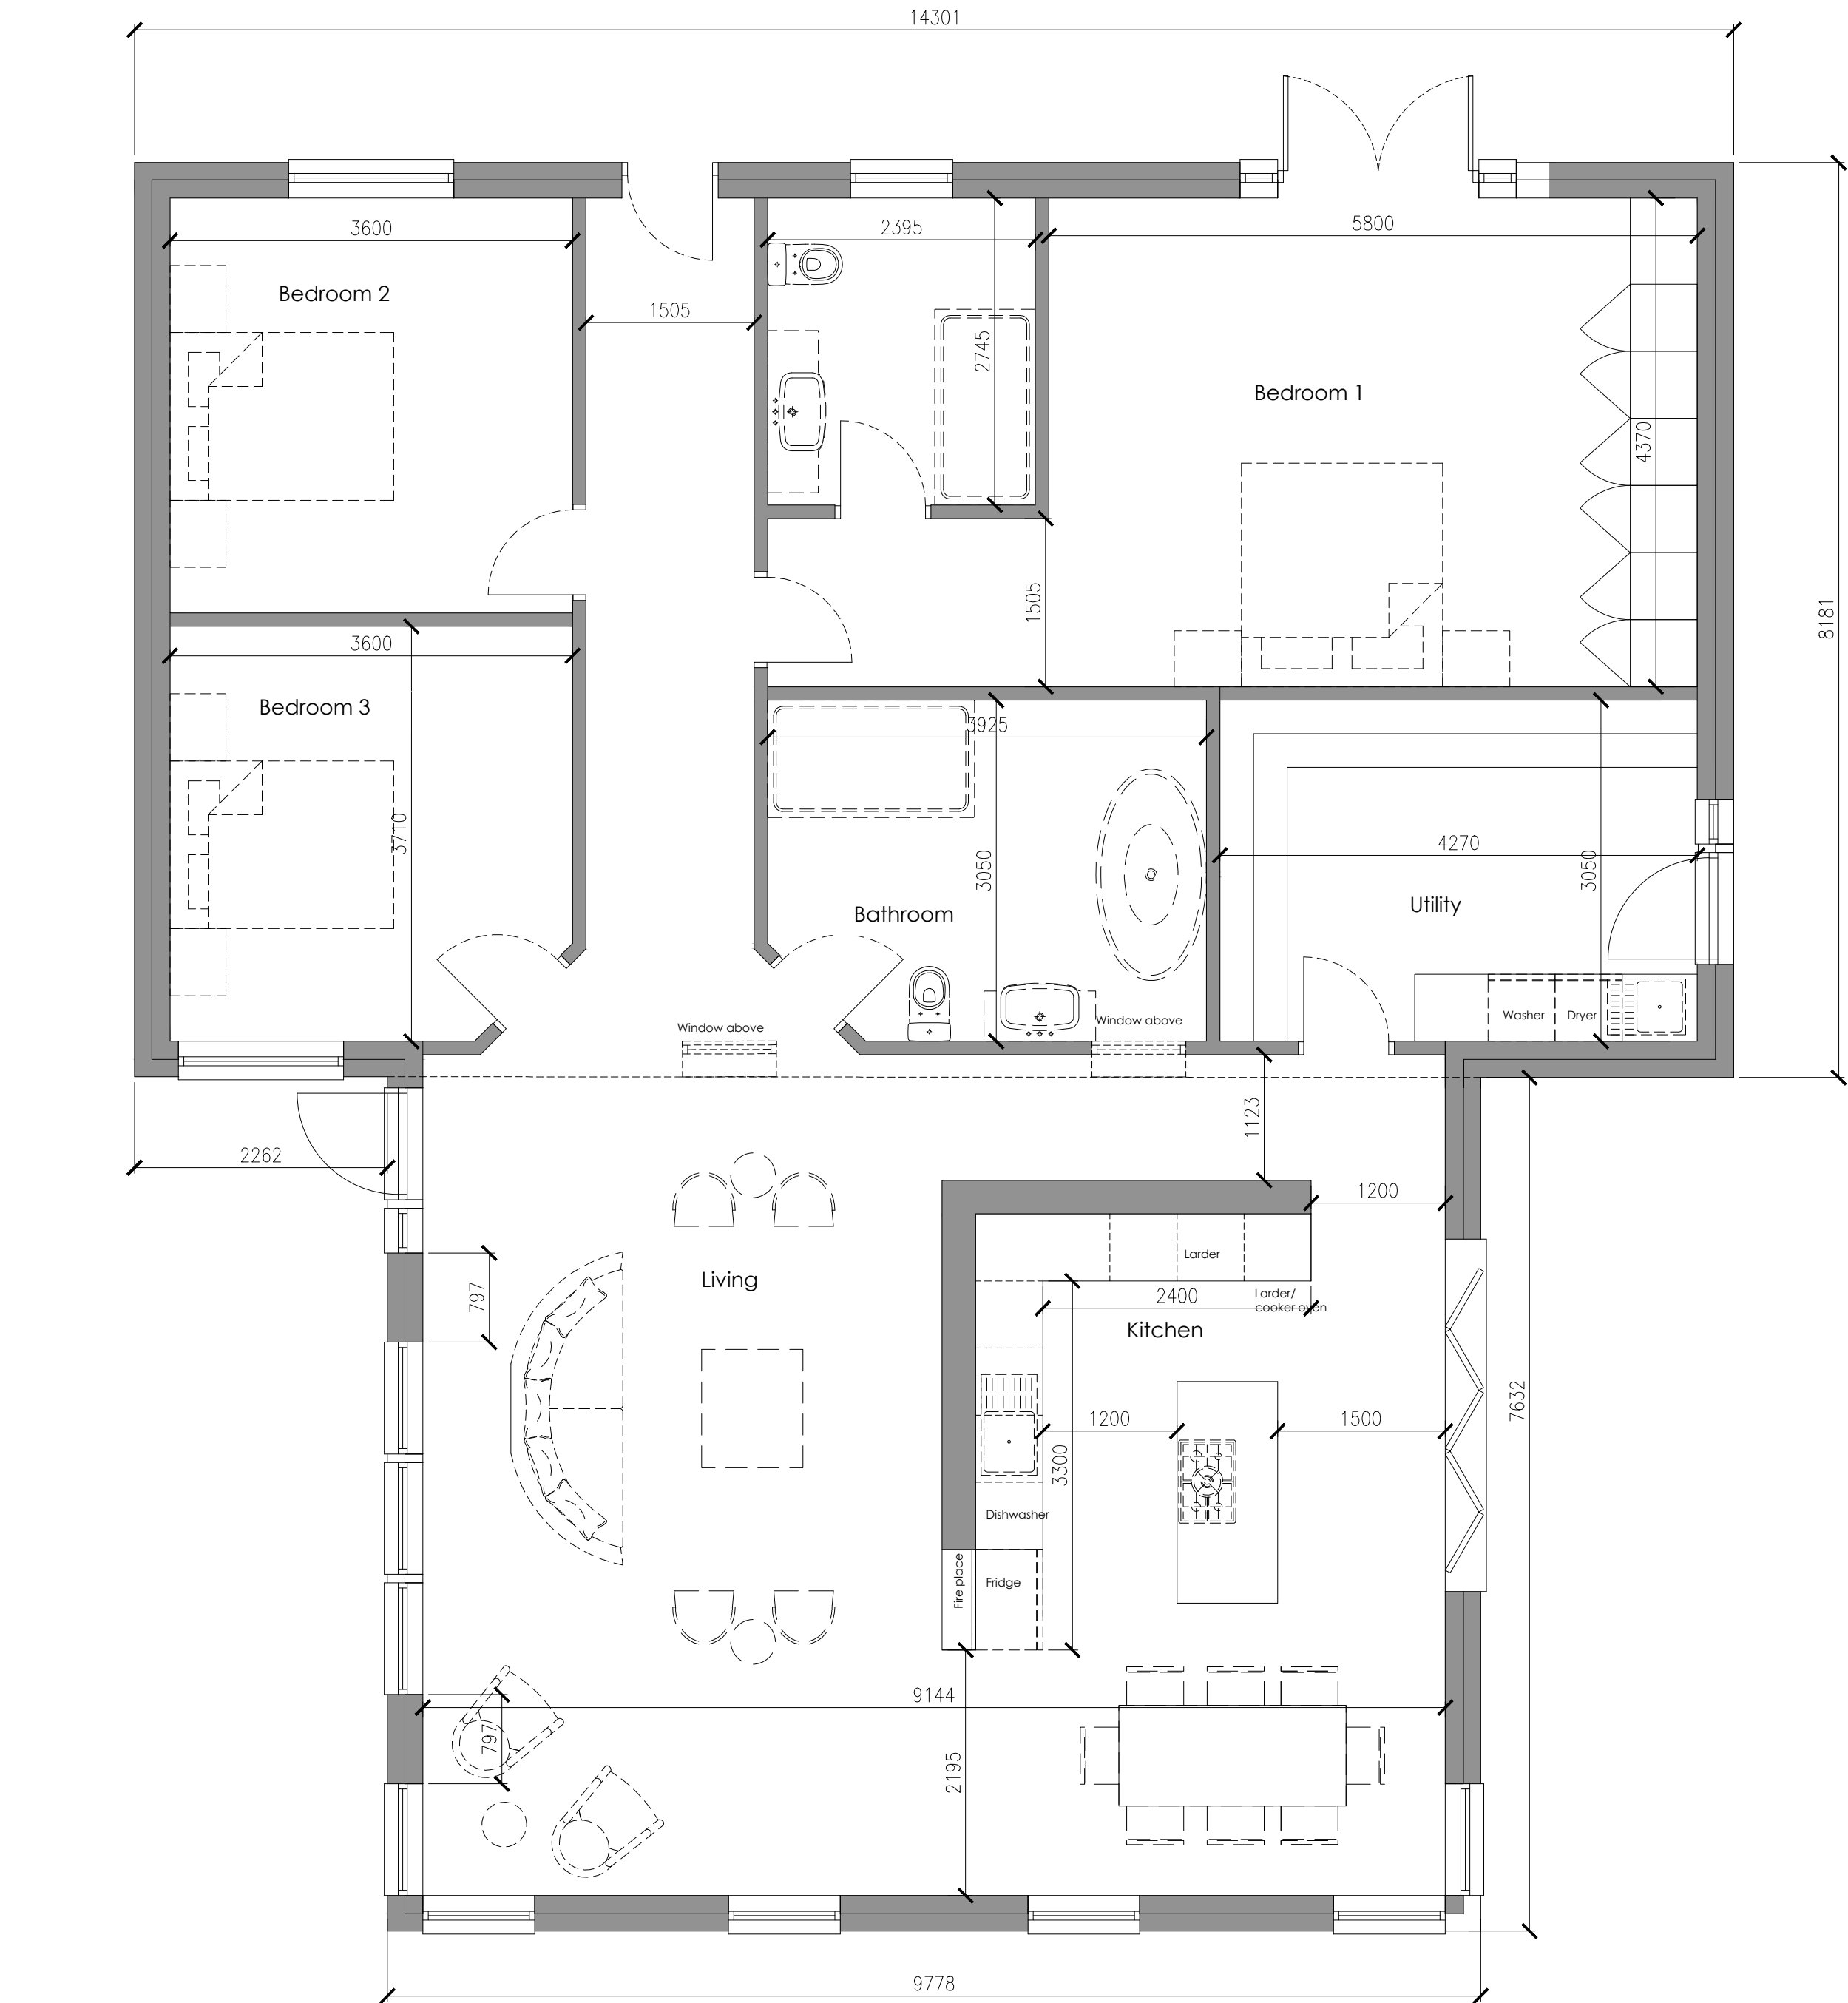 14301
3600
2395
5800
Bedroom 2
1505
2745
Bedroom 1
4370
1505
8181
3600
Bedroom 3
3925
3710
3050
4270
3050
Utility
Bathroom
Washer
Dryer
Window above
Window above
1123
2262
1200
Larder
797
Living
Larder/
cooker oven
2400
Kitchen
7632
1200
1500
3300
Dishwasher
Fire place
Fridge
9144
797
2195
9778